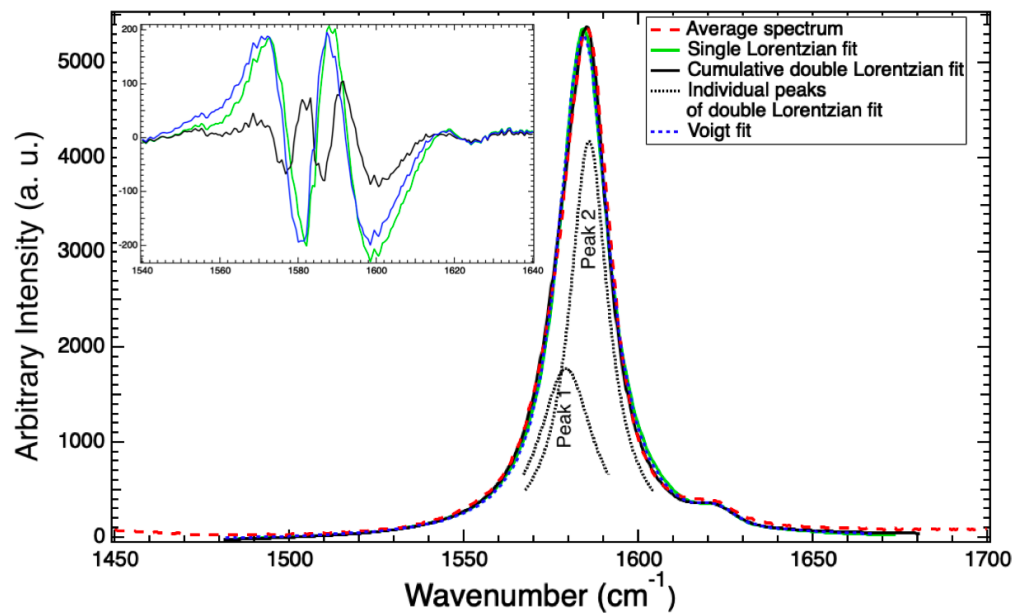 Average spectrum
Single Lorentzian fit
Cumulative double Lorentzian fit
Individual peaks
of double Lorentzian fit
Voigt fit
200
100
0
-100
-200
1540
1560
1580
1600
1620
1640
5000
4000
3000
2000
1000
0
Arbitrary Intensity (a. u.)
Peak 2
Peak 1
1450
1500
1550
1600
1650
1700
Wavenumber (cm-1)